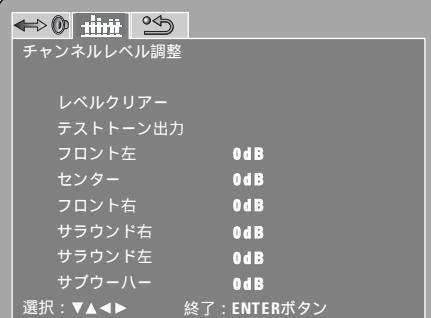 チャンネルレベル調整
レベルクリアー
テストトーン出力
フロント左 0dB
センター 0dB
フロント右 0dB
サラウンド右 0dB
サラウンド左 0dB
サブウーハー 0dB
選択：▼▲◀▶ 終了：ENTERボタン